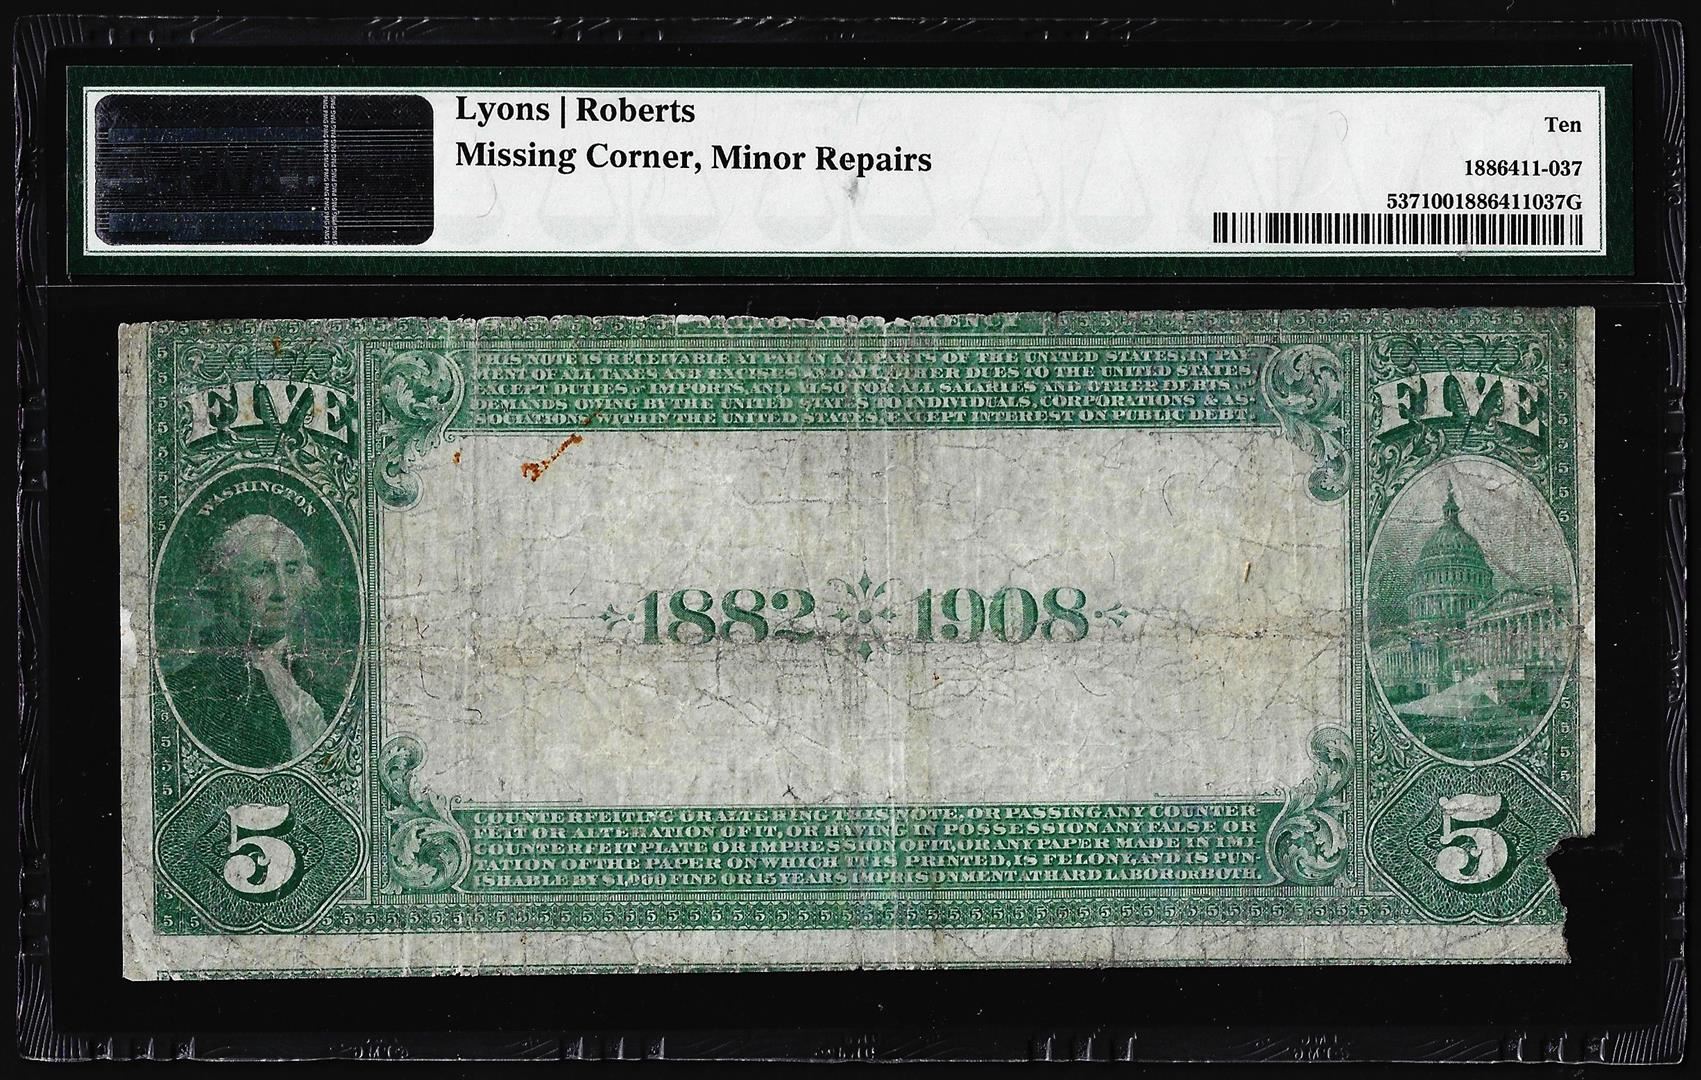 Lyons | Roberts
Missing Corner, Minor Repairs
Ten
1886411-037
5371001886411037G
THIS NOTE IS RECEIVABLE AT PAR IN ALL PARTS OF THE UNITED STATES, IN PAY-
MENT OF ALL TAXES AND EXCISES AND ALL OTHER DUES TO THE UNITED STATES,
EXCEPT DUTIES ON IMPORTS, AND ALSO FOR ALL SALARIES AND OTHER DEBTS &
DEMANDS OWING BY THE UNITED STATES TO INDIVIDUALS, CORPORATIONS & AS-
SOCIATIONS, WITHIN THE UNITED STATES, EXCEPT INTEREST ON PUBLIC DEBT.
FIVE
FIVE
WASHINGTON
1882 1908
5
5
COUNTERFEITING OR ALTERING THIS NOTE, OR PASSING ANY COUNTER-
FEIT OR ALTERATION OF IT, OR HAVING IN POSSESSION ANY FALSE OR
COUNTERFEIT PLATE OR IMPRESSION OF IT, OR ANY PAPER MADE IN IMI-
TATION OF THE PAPER ON WHICH IT IS PRINTED, IS FELONY, AND IS PUN-
ISHABLE BY $1,000 FINE OR 15 YEARS IMPRISONMENT AT HARD LABOR OR BOTH.